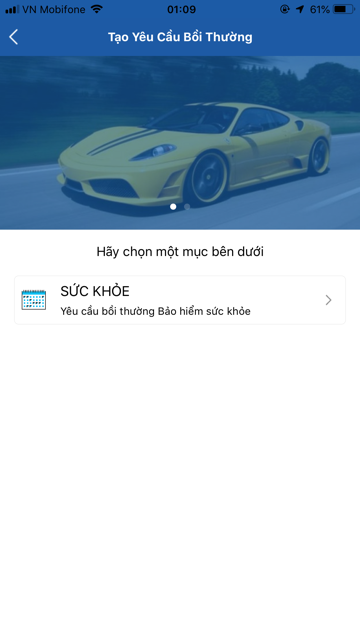 VN Mobifone 01:09 61%
Tạo Yêu Cầu Bồi Thường
Hãy chọn một mục bên dưới
SỨC KHỎE
Yêu cầu bồi thường Bảo hiểm sức khỏe